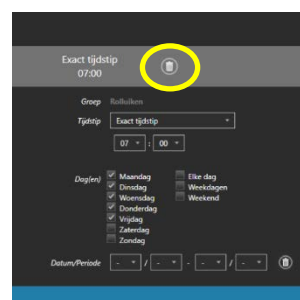 Exact tijdstip
07:00
Groep Rolluiken
Tijdstip Exact tijdstip
07 : 00
Dag(en) Maandag Elke dag
Dinsdag Weekdagen
Woensdag Weekend
Donderdag
Vrijdag
Zaterdag
Zondag
Datum/Periode - / - - - / -